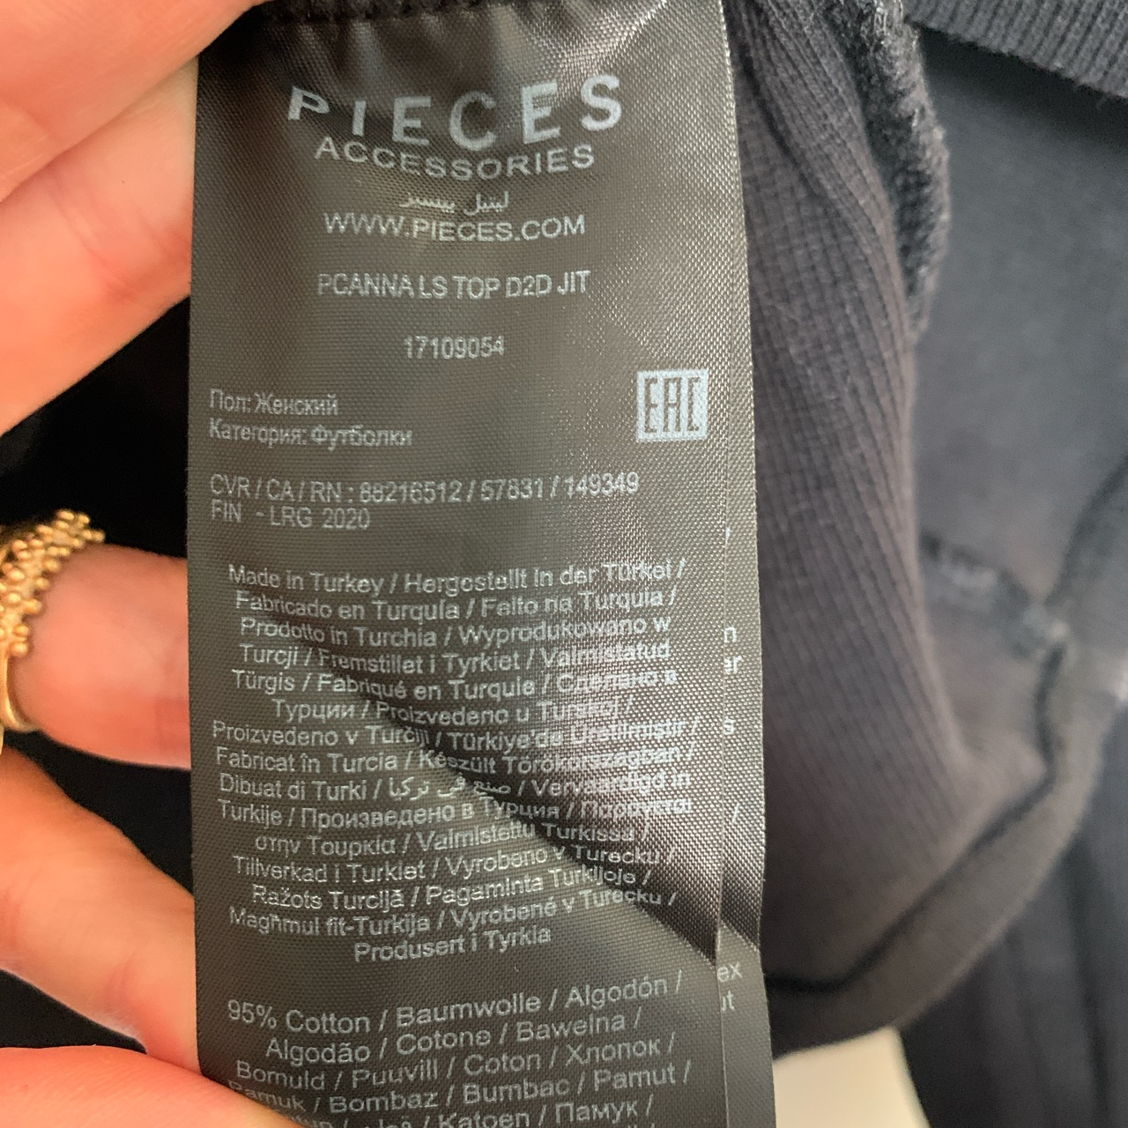 PIECES
ACCESSORIES
ليتيل بيسيز
WWW.PIECES.COM
PCANNA LS TOP D2D JIT
17109054
EAC
Пол: Женский
Категория: Футболки
CVR / CA / RN : 88216512 / 57831 / 149349
FIN - LRG 2020
Made in Turkey / Hergestellt in der Türkei /
Fabricado en Turquía / Feito na Turquia /
Prodotto in Turchia / Wyprodukowano w
Turcji / Fremstillet i Tyrkiet / Valmistatud
Türgis / Fabriqué en Turquie / Сделано в
Турции / Proizvedeno u Turskoj /
Proizvedeno v Turčiji / Türkiye'de Üretilmiştir /
Fabricat în Turcia / Készült Törökországban /
Dibuat di Turki / صنع في تركيا / Vervaardigd in
Turkije / Произведено в Турция / Παράγεται
στην Τουρκία / Valmistettu Turkissa /
Tillverkad i Turkiet / Vyrobeno v Turecku /
Ražots Turcijā / Pagaminta Turkijoje /
Magħmul fit-Turkija / Vyrobené v Turecku /
Produsert i Tyrkia
95% Cotton / Baumwolle / Algodón /
Algodão / Cotone / Bawełna /
Bomuld / Puuvill / Coton / Хлопок /
Pamuk / Bombaz / Bumbac / Pamut /
Katoen / Памук /